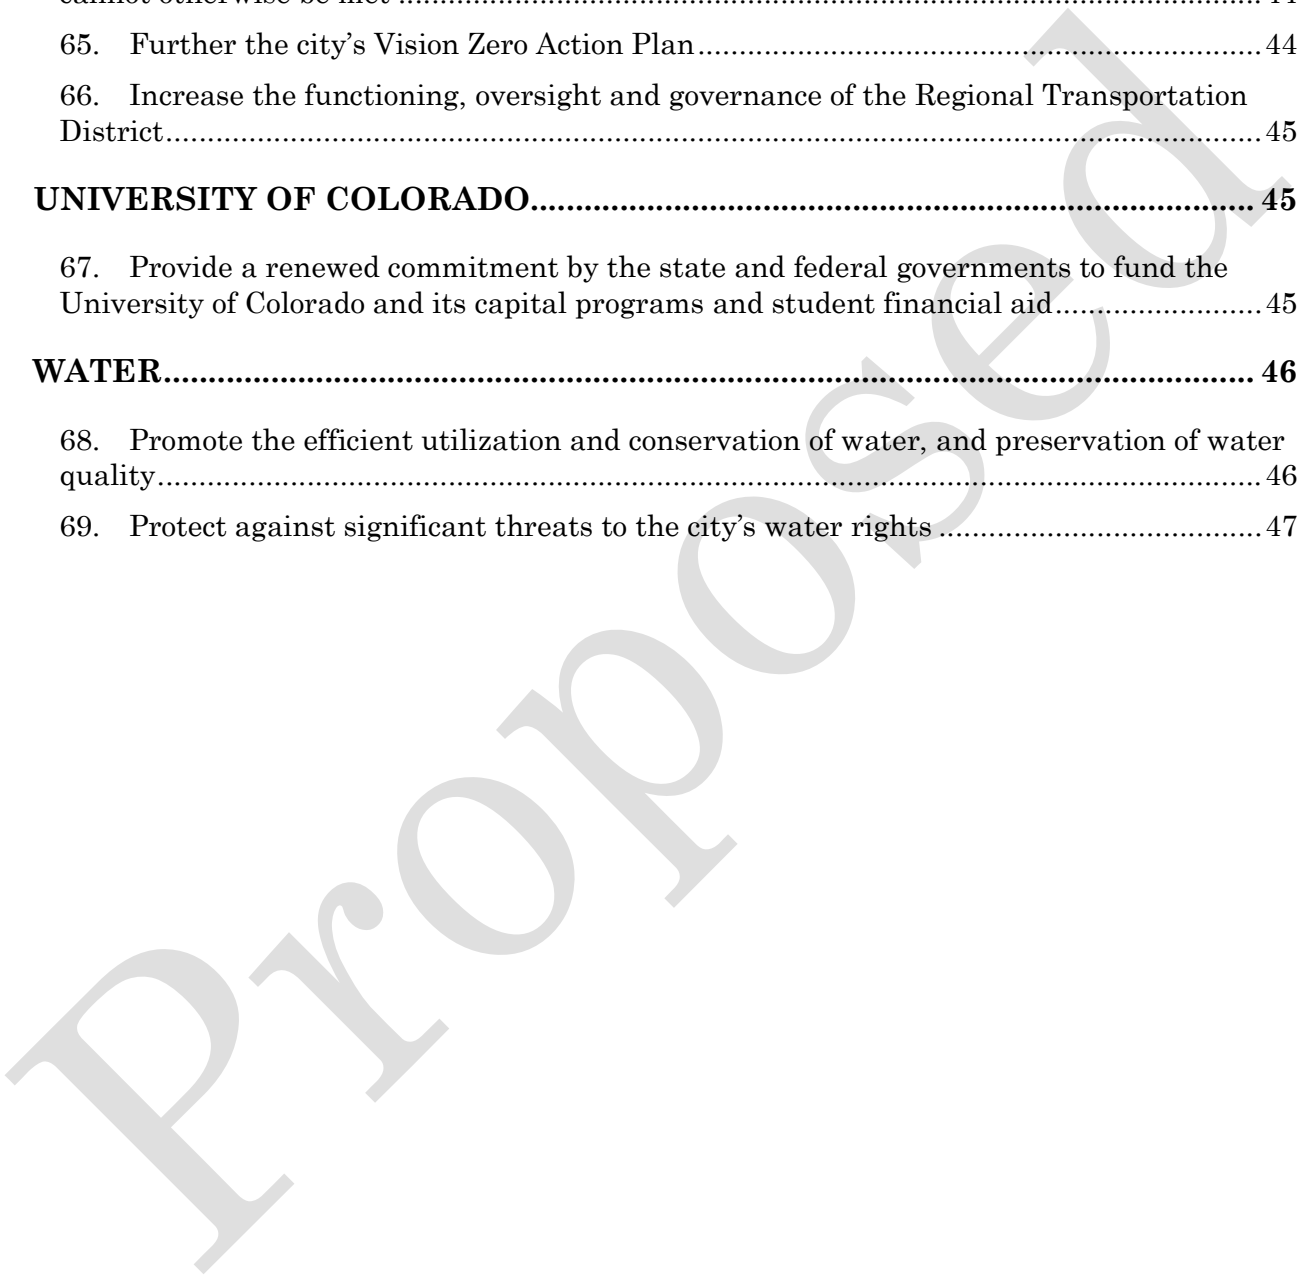 cannot otherwise be met ........ 44
65. Further the city’s Vision Zero Action Plan ........ 44
66. Increase the functioning, oversight and governance of the Regional Transportation
District ........ 45
UNIVERSITY OF COLORADO ........ 45
67. Provide a renewed commitment by the state and federal governments to fund the
University of Colorado and its capital programs and student financial aid ........ 45
WATER ........ 46
68. Promote the efficient utilization and conservation of water, and preservation of water
quality ........ 46
69. Protect against significant threats to the city’s water rights ........ 47
Proposed